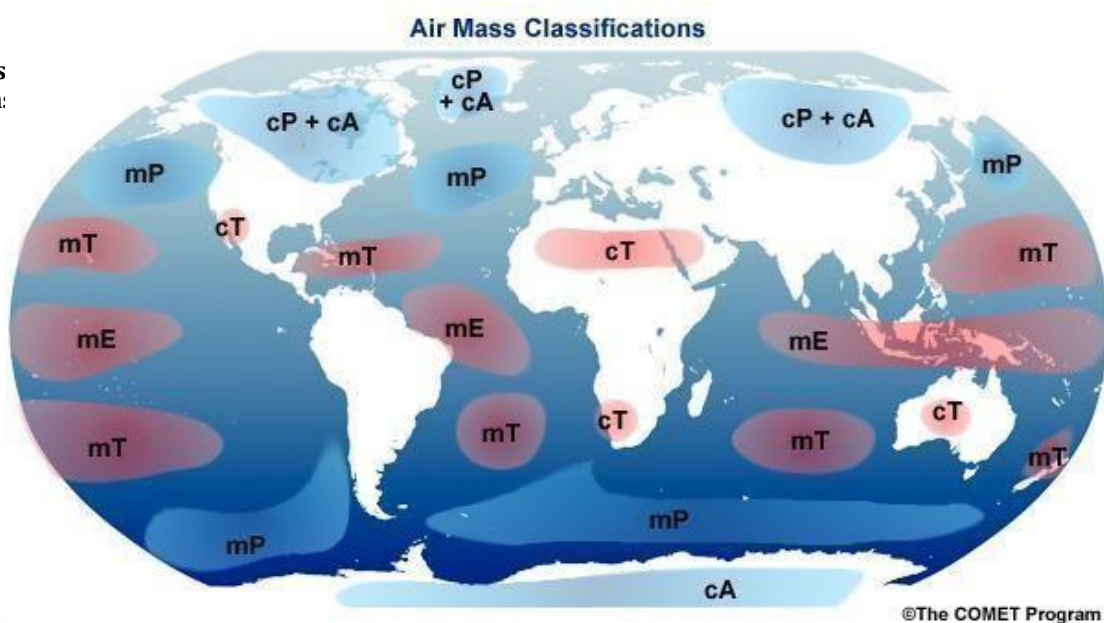 Air Mass Classifications
s
cP
+ cA
cP + cA
cP + cA
mP
mP
mP
cT
mT
mT
cT
mT
mE
mE
mE
mT
mT
cT
mT
cT
mT
mP
mP
cA
©The COMET Program